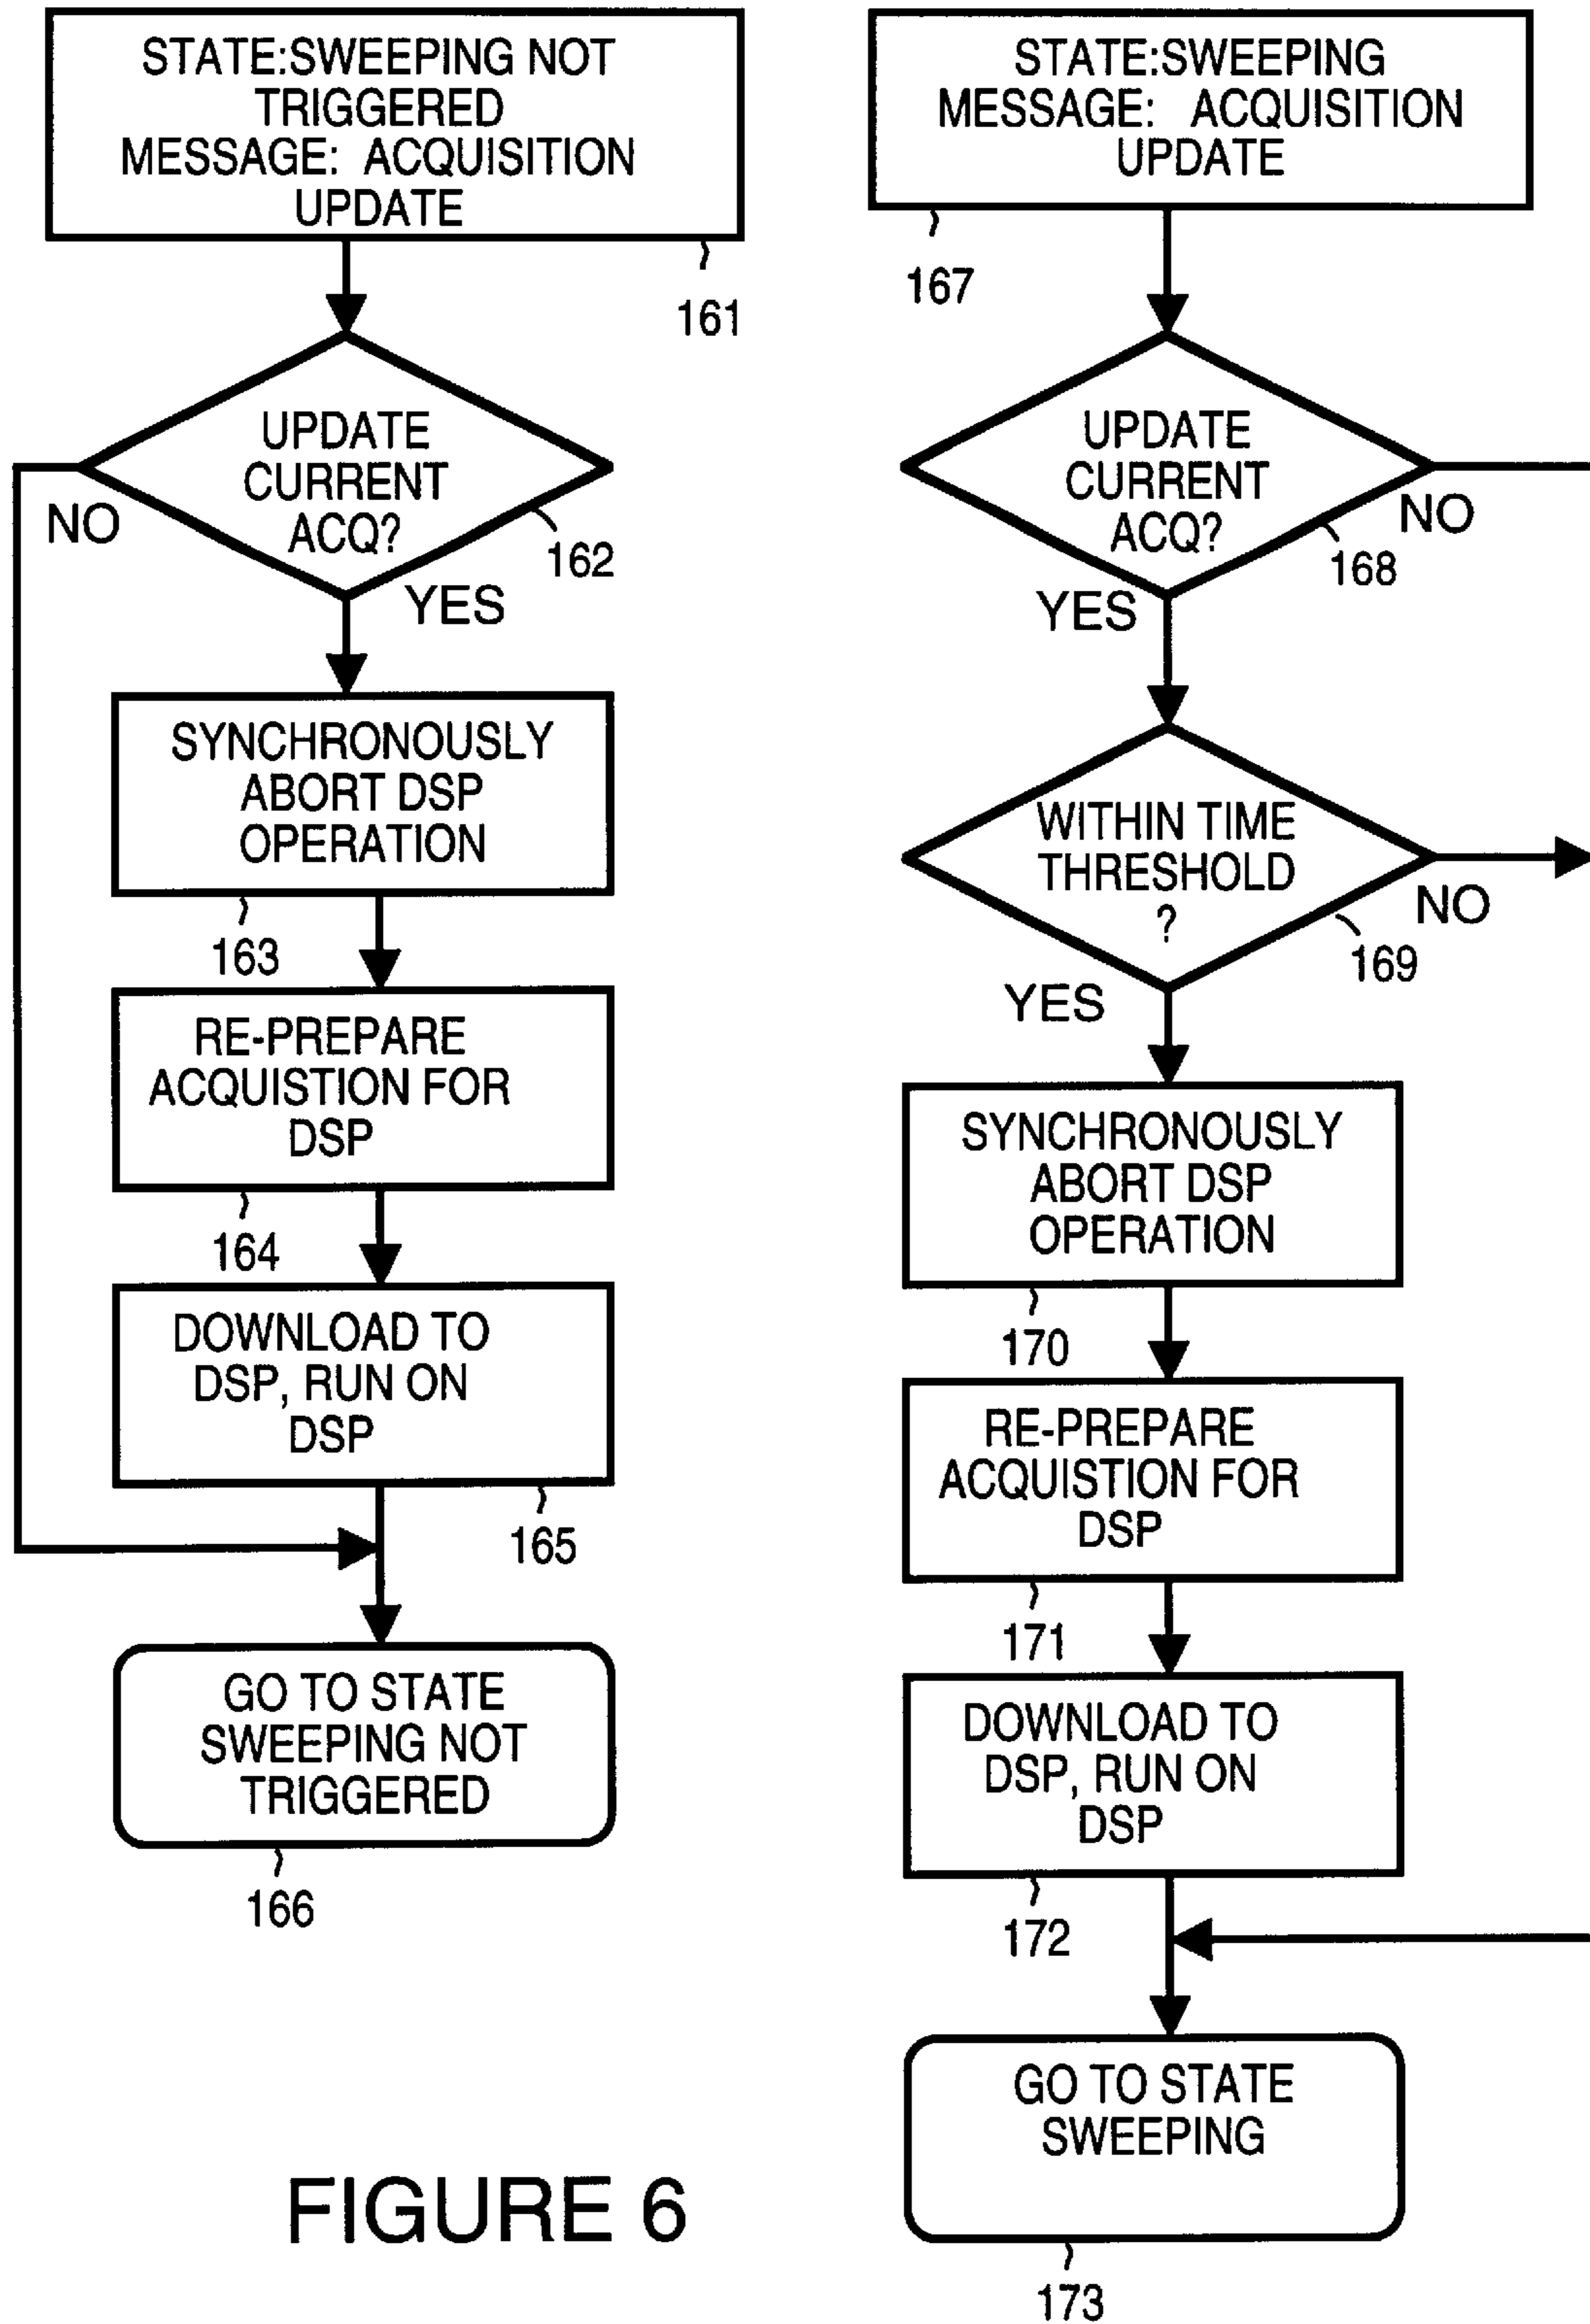 STATE:SWEEPING NOT
TRIGGERED
MESSAGE: ACQUISITION
UPDATE
161
UPDATE
CURRENT
ACQ?
NO
162
YES
SYNCHRONOUSLY
ABORT DSP
OPERATION
163
RE-PREPARE
ACQUISTION FOR
DSP
164
DOWNLOAD TO
DSP, RUN ON
DSP
165
GO TO STATE
SWEEPING NOT
TRIGGERED
166
STATE:SWEEPING
MESSAGE: ACQUISITION
UPDATE
167
UPDATE
CURRENT
ACQ?
NO
168
YES
WITHIN TIME
THRESHOLD
?
NO
169
YES
SYNCHRONOUSLY
ABORT DSP
OPERATION
170
RE-PREPARE
ACQUISTION FOR
DSP
171
DOWNLOAD TO
DSP, RUN ON
DSP
172
GO TO STATE
SWEEPING
173
FIGURE 6